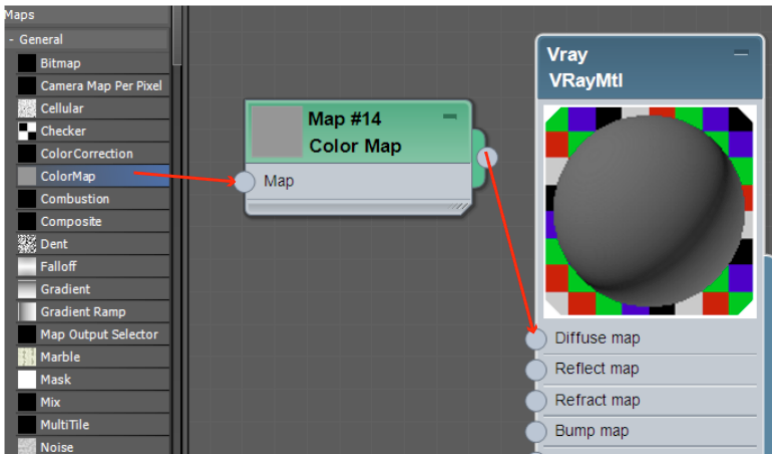 Maps
- General
Bitmap
Camera Map Per Pixel
Cellular
Checker
ColorCorrection
ColorMap
Combustion
Composite
Dent
Falloff
Gradient
Gradient Ramp
Map Output Selector
Marble
Mask
Mix
MultiTile
Noise
Map #14
Color Map
Map
Vray
VRayMtl
Diffuse map
Reflect map
Refract map
Bump map